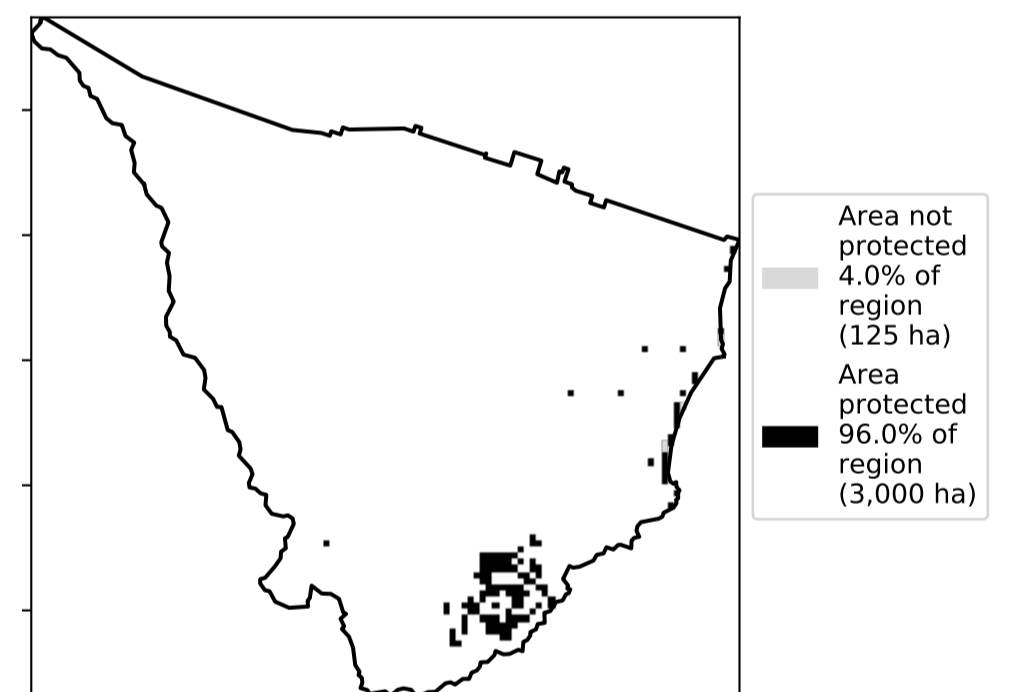 Area not
protected
4.0% of
region
(125 ha)
Area
protected
96.0% of
region
(3,000 ha)